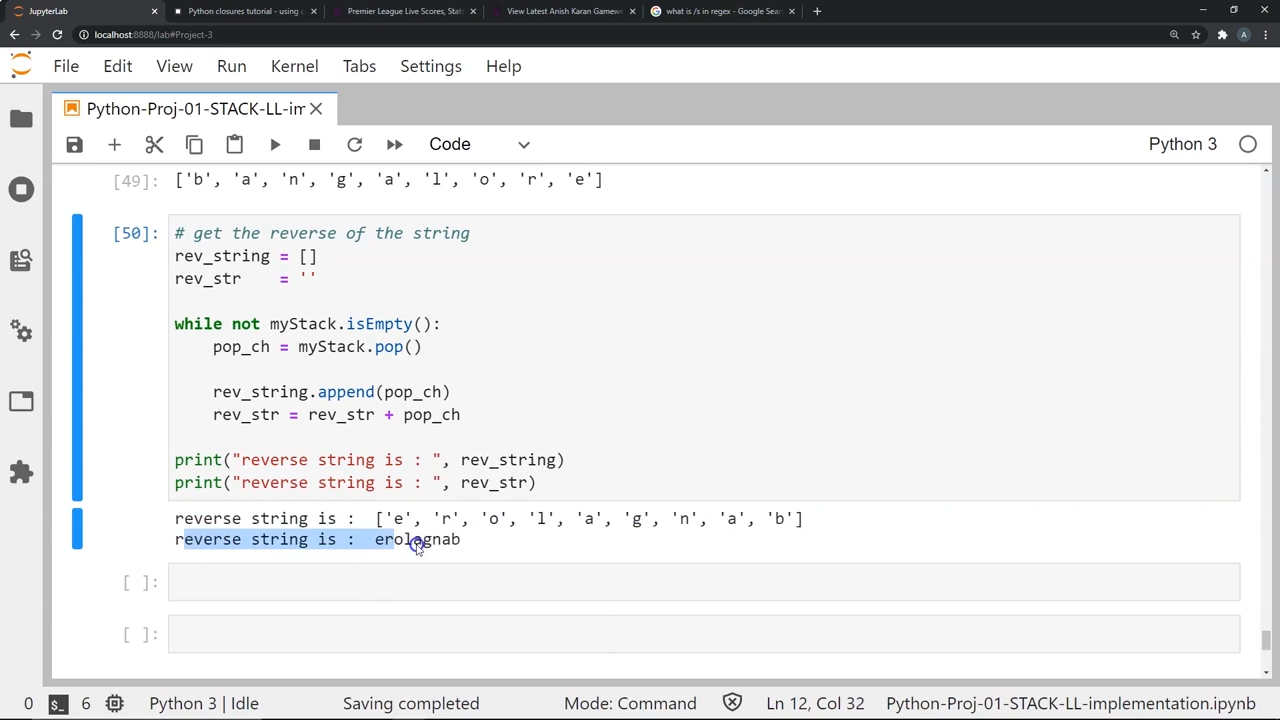 JupyterLab
Python closures tutorial - using c
Premier League Live Scores, Stat
View Latest Anish Karan Gamew
what is /s in regex - Google Sear
localhost:8888/lab#Project-3
A
File Edit View Run Kernel Tabs Settings Help
Python-Proj-01-STACK-LL-im
Code
Python 3
[49]: ['b', 'a', 'n', 'g', 'a', 'l', 'o', 'r', 'e']
[50]: # get the reverse of the string
rev_string = []
rev_str = ''
while not myStack.isEmpty():
pop_ch = myStack.pop()
rev_string.append(pop_ch)
rev_str = rev_str + pop_ch
print("reverse string is : ", rev_string)
print("reverse string is : ", rev_str)
reverse string is : ['e', 'r', 'o', 'l', 'a', 'g', 'n', 'a', 'b']
reverse string is : erolagnab
[ ]:
[ ]:
0 $_ 6 Python 3 | Idle Saving completed Mode: Command Ln 12, Col 32 Python-Proj-01-STACK-LL-implementation.ipynb